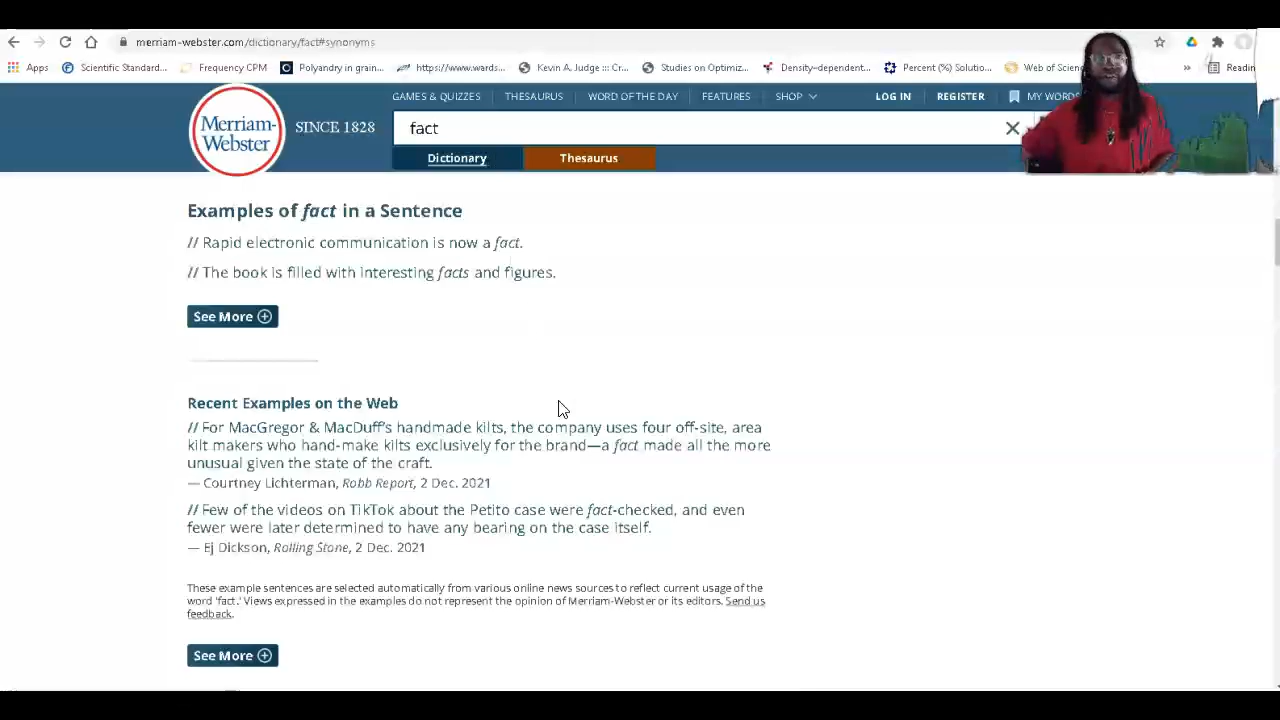 merriam-webster.com/dictionary/fact#synonyms
Apps Scientific Standard... Frequency CPM Polyandry in grain... https://www.wards... Kevin A. Judge ::: Cr... Studies on Optimiz... Density-dependent... Percent (%) Solutio... Web of Scien » Readin
GAMES & QUIZZES THESAURUS WORD OF THE DAY FEATURES SHOP LOG IN REGISTER MY WORDS
Merriam-
Webster
SINCE 1828
fact
Dictionary Thesaurus
Examples of fact in a Sentence
// Rapid electronic communication is now a fact.
// The book is filled with interesting facts and figures.
See More
Recent Examples on the Web
// For MacGregor & MacDuff's handmade kilts, the company uses four off-site, area
kilt makers who hand-make kilts exclusively for the brand—a fact made all the more
unusual given the state of the craft.
— Courtney Lichterman, Robb Report, 2 Dec. 2021
// Few of the videos on TikTok about the Petito case were fact-checked, and even
fewer were later determined to have any bearing on the case itself.
— Ej Dickson, Rolling Stone, 2 Dec. 2021
These example sentences are selected automatically from various online news sources to reflect current usage of the
word 'fact.' Views expressed in the examples do not represent the opinion of Merriam-Webster or its editors. Send us
feedback.
See More